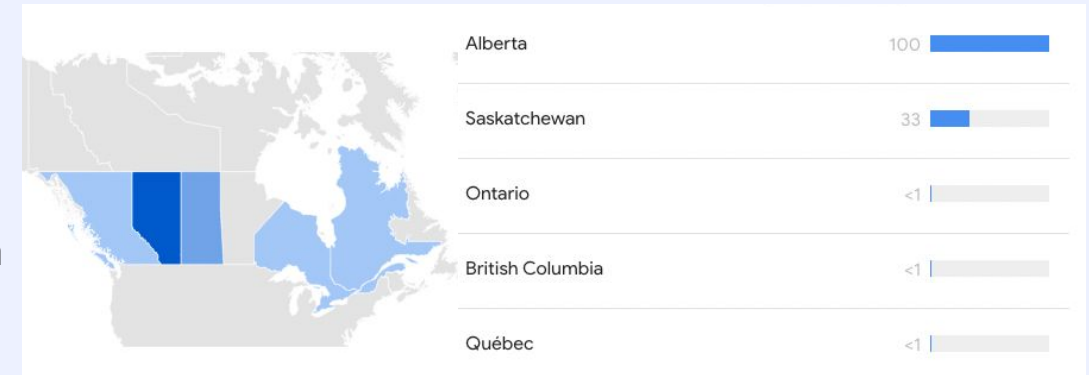 Alberta 100
Saskatchewan 33
Ontario <1
British Columbia <1
Québec <1